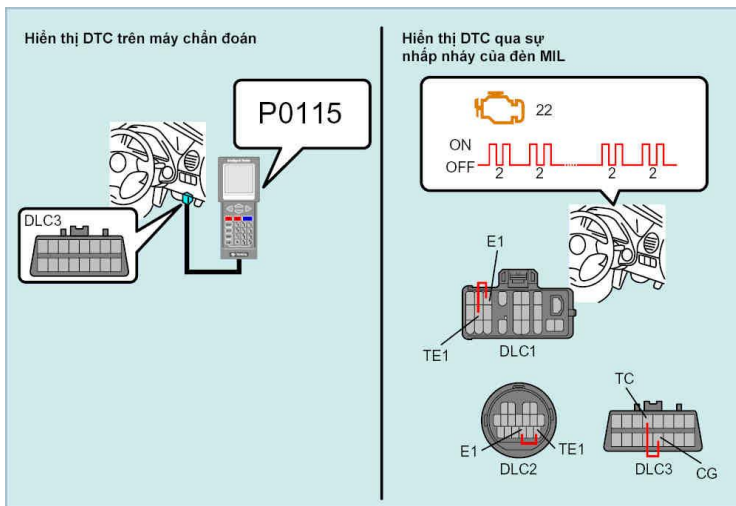 Hiển thị DTC trên máy chẩn đoán
P0115
DLC3
Hiển thị DTC qua sự
nhấp nháy của đèn MIL
22
ON
OFF
2 2 2 2
E1
TE1
DLC1
TC
E1
TE1
DLC2
DLC3
CG